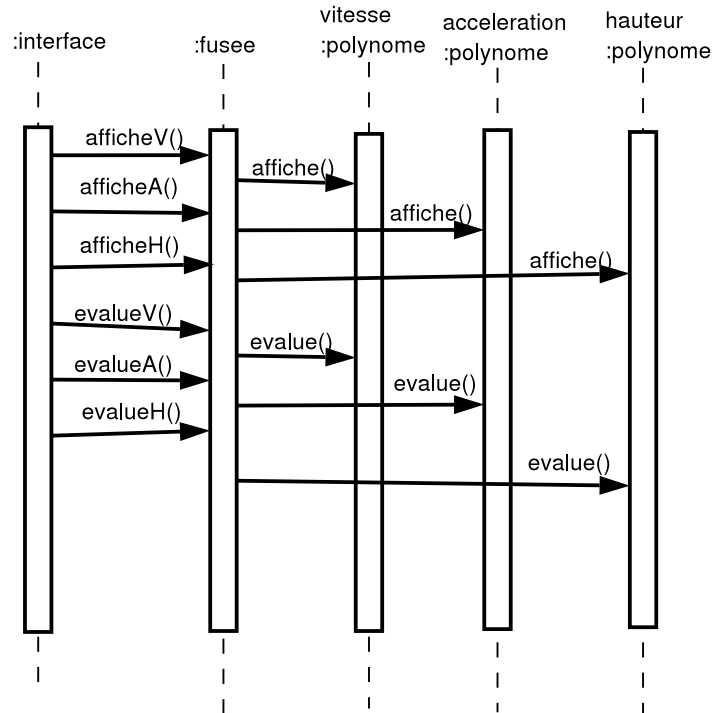 :interface
:fusee
vitesse
:polynome
acceleration
:polynome
hauteur
:polynome
afficheV()
affiche()
afficheA()
affiche()
afficheH()
affiche()
evalueV()
evalue()
evalueA()
evalue()
evalueH()
evalue()